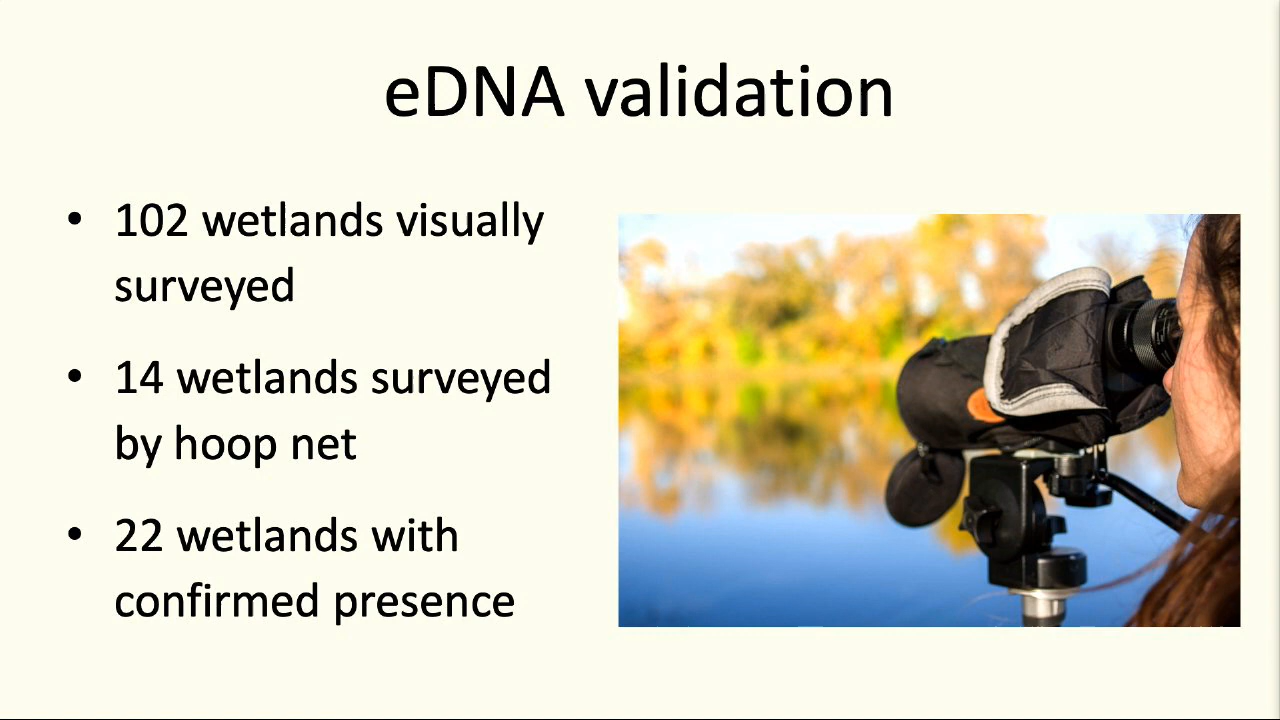 eDNA validation
• 102 wetlands visually
surveyed
• 14 wetlands surveyed
by hoop net
• 22 wetlands with
confirmed presence